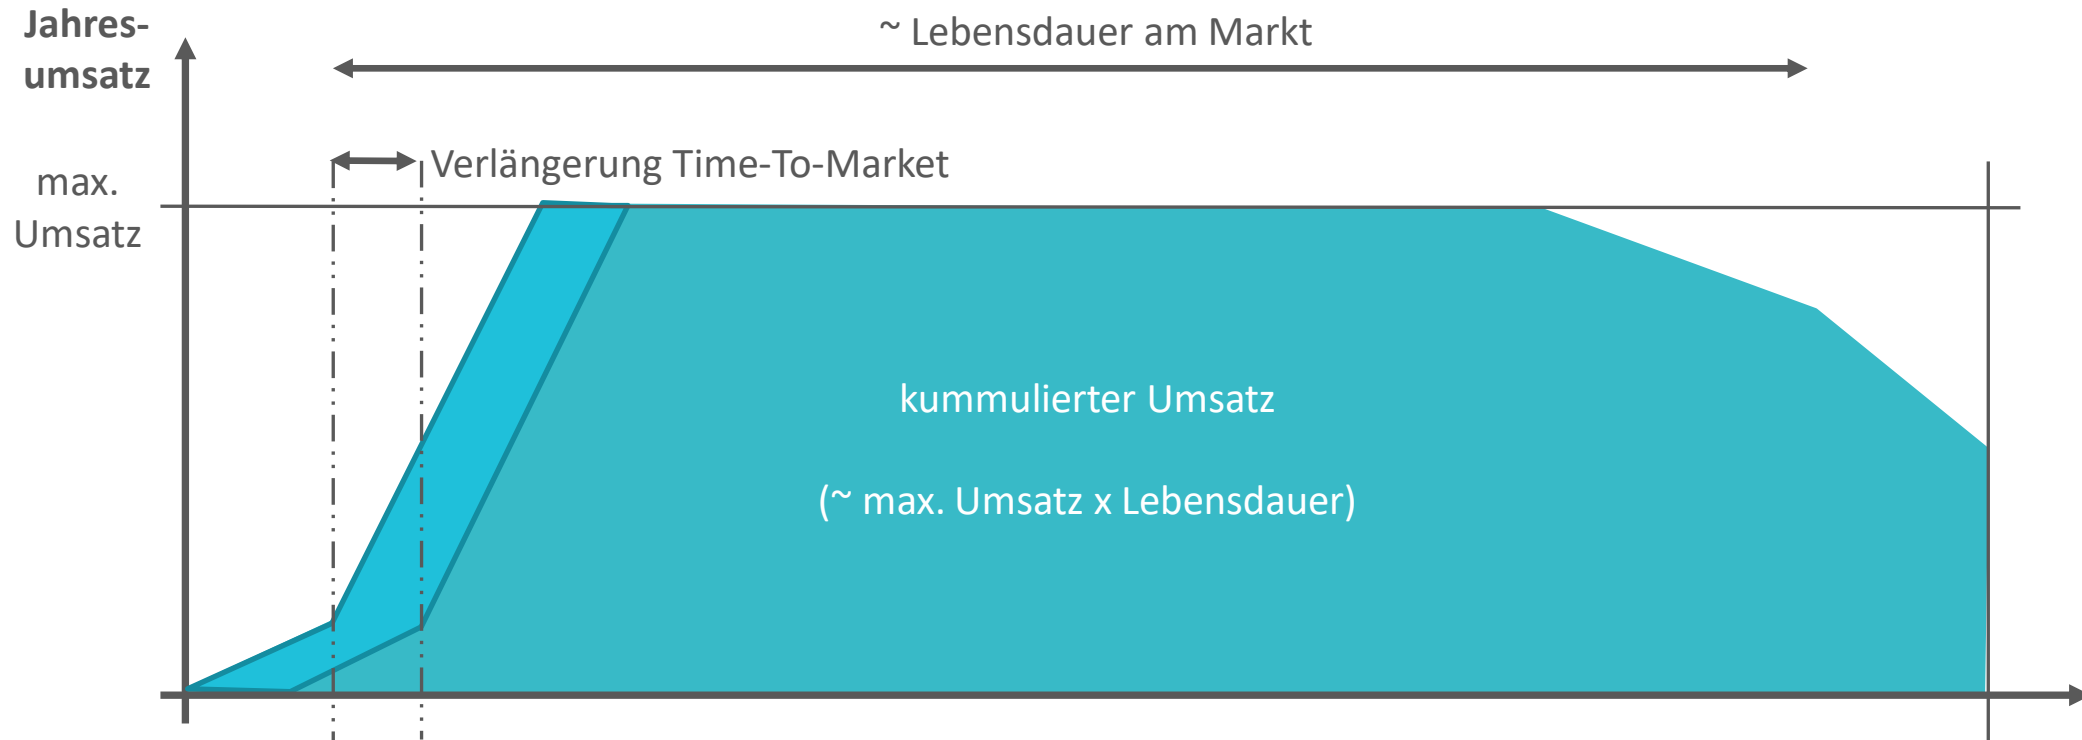 Jahres-
umsatz
~ Lebensdauer am Markt
Verlängerung Time-To-Market
max.
Umsatz
kummulierter Umsatz
(~ max. Umsatz x Lebensdauer)